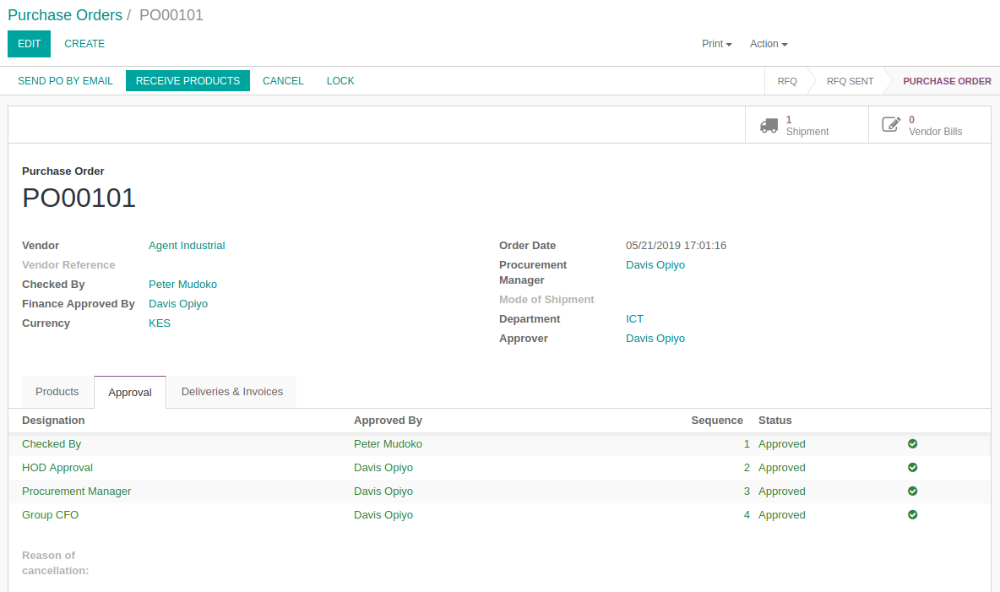 Purchase Orders / PO00101
EDIT CREATE Print Action
SEND PO BY EMAIL RECEIVE PRODUCTS CANCEL LOCK RFQ RFQ SENT PURCHASE ORDER
1
Shipment
0
Vendor Bills
Purchase Order
PO00101
Vendor Agent Industrial
Vendor Reference
Checked By Peter Mudoko
Finance Approved By Davis Opiyo
Currency KES
Order Date 05/21/2019 17:01:16
Procurement Davis Opiyo
Manager
Mode of Shipment
Department ICT
Approver Davis Opiyo
Products Approval Deliveries & Invoices
Designation Approved By Sequence Status
Checked By Peter Mudoko 1 Approved
HOD Approval Davis Opiyo 2 Approved
Procurement Manager Davis Opiyo 3 Approved
Group CFO Davis Opiyo 4 Approved
Reason of
cancellation: